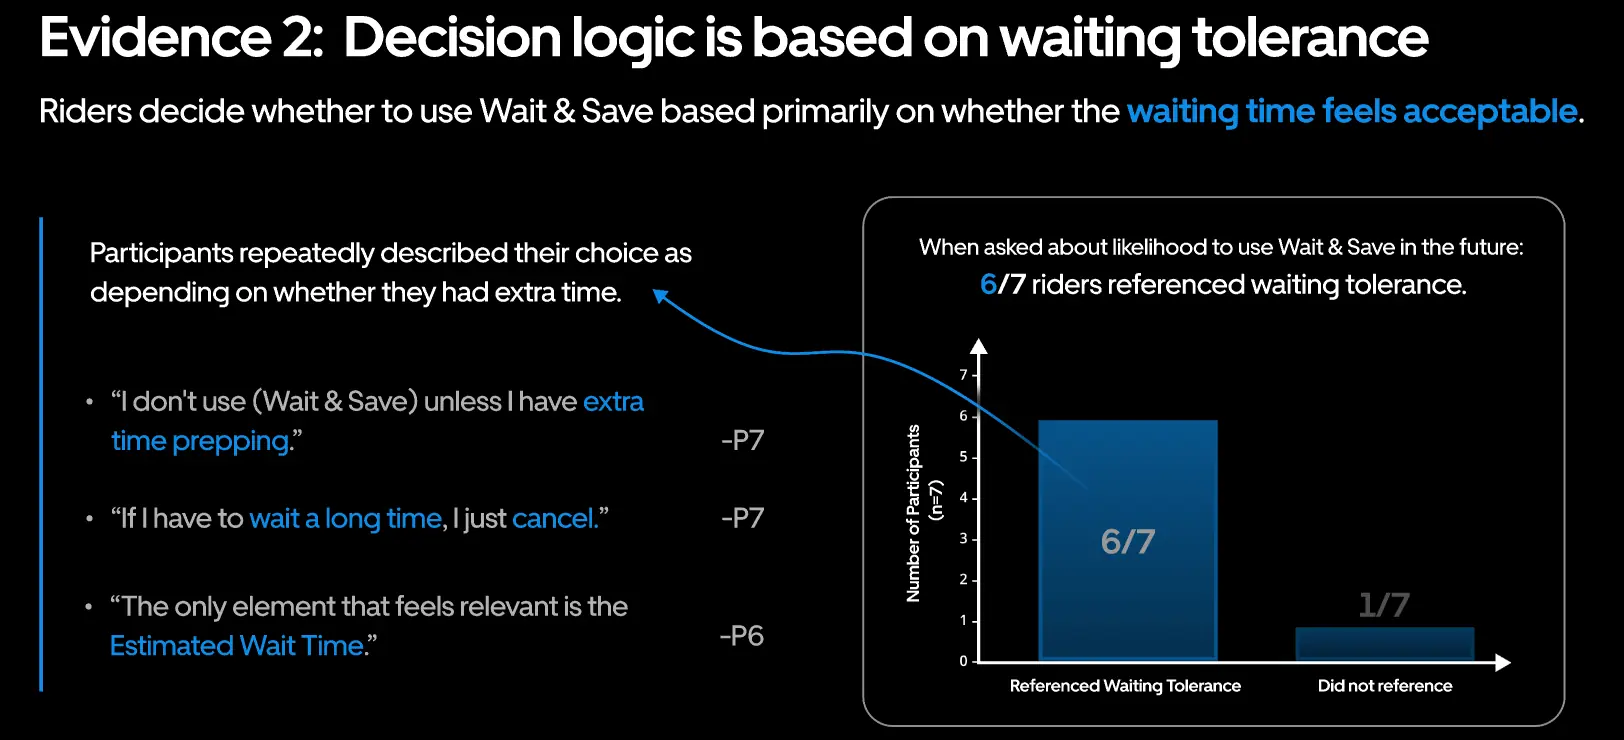 Evidence 2: Decision logic is based on waiting tolerance
Riders decide whether to use Wait & Save based primarily on whether the waiting time feels acceptable.
Participants repeatedly described their choice as
depending on whether they had extra time.
• “I don't use (Wait & Save) unless I have extra
time prepping.”
-P7
• “If I have to wait a long time, I just cancel.”
-P7
• “The only element that feels relevant is the
Estimated Wait Time.”
-P6
When asked about likelihood to use Wait & Save in the future:
6/7 riders referenced waiting tolerance.
Number of Participants
(n=7)
7
6
5
4
3
2
1
0
6/7
1/7
Referenced Waiting Tolerance
Did not reference